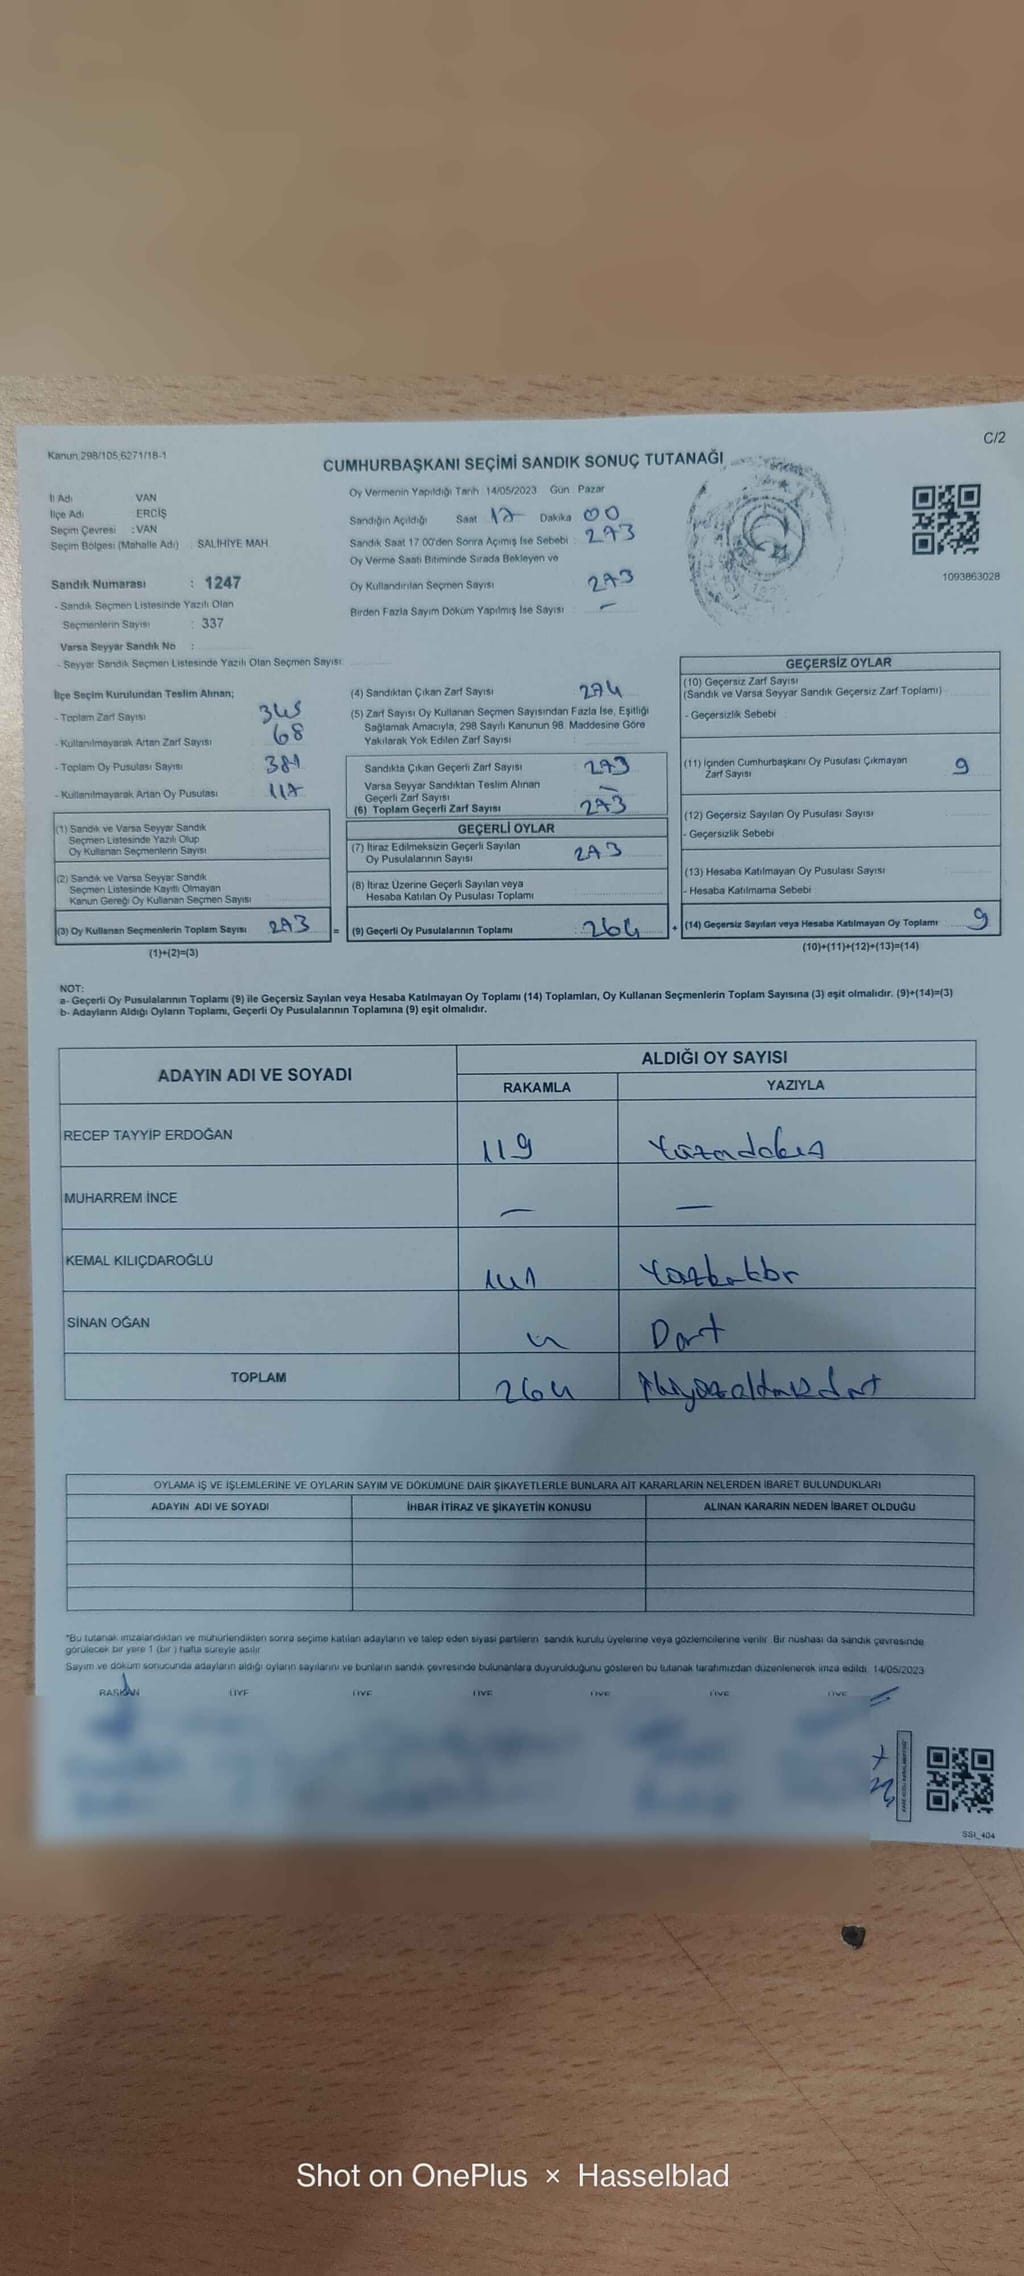 C/2
Kanun 298/105,6271/18-1
CUMHURBAŞKANI SEÇİMİ SANDIK SONUÇ TUTANAĞI
İl Adı VAN
İlçe Adı ERCİŞ
Seçim Çevresi : VAN
Seçim Bölgesi (Mahalle Adı) : SALİHİYE MAH.
Sandık Numarası : 1247
- Sandık Seçmen Listesinde Yazılı Olan
Seçmenlerin Sayısı : 337
Varsa Seyyar Sandık No :
- Seyyar Sandık Seçmen Listesinde Yazılı Olan Seçmen Sayısı:
Oy Vermenin Yapıldığı Tarih 14/05/2023 Gün : Pazar
Sandığın Açıldığı Saat 17 Dakika 00
Sandık Saat 17.00'den Sonra Açımış İse Sebebi : 273
Oy Verme Saati Bitiminde Sırada Bekleyen ve
Oy Kullandırılan Seçmen Sayısı 273
Birden Fazla Sayım Döküm Yapılmış İse Sayısı : -
1093863028
İlçe Seçim Kurulundan Teslim Alınan;
- Toplam Zarf Sayısı 345
- Kullanılmayarak Artan Zarf Sayısı 68
- Toplam Oy Pusulası Sayısı 381
- Kullanılmayarak Artan Oy Pusulası 117
(1) Sandık ve Varsa Seyyar Sandık
Seçmen Listesinde Yazılı Olup
Oy Kullanan Seçmenlerin Sayısı
(2) Sandık ve Varsa Seyyar Sandık
Seçmen Listesinde Kayıtlı Olmayan
Kanun Gereği Oy Kullanan Seçmen Sayısı
(3) Oy Kullanan Seçmenlerin Toplam Sayısı 273 =
(1)+(2)=(3)
(4) Sandıktan Çıkan Zarf Sayısı 274
(5) Zarf Sayısı Oy Kullanan Seçmen Sayısından Fazla İse, Eşitliği
Sağlamak Amacıyla, 298 Sayılı Kanunun 98. Maddesine Göre
Yakılarak Yok Edilen Zarf Sayısı
Sandıkta Çıkan Geçerli Zarf Sayısı 273
Varsa Seyyar Sandıktan Teslim Alınan
Geçerli Zarf Sayısı -
(6) Toplam Geçerli Zarf Sayısı 273
GEÇERLİ OYLAR
(7) İtiraz Edilmeksizin Geçerli Sayılan
Oy Pusulalarının Sayısı 273
(8) İtiraz Üzerine Geçerli Sayılan veya
Hesaba Katılan Oy Pusulası Toplamı
(9) Geçerli Oy Pusulalarının Toplamı : 264 +
GEÇERSİZ OYLAR
(10) Geçersiz Zarf Sayısı
(Sandık ve Varsa Seyyar Sandık Geçersiz Zarf Toplamı)
- Geçersizlik Sebebi
(11) İçinden Cumhurbaşkanı Oy Pusulası Çıkmayan
Zarf Sayısı 9
(12) Geçersiz Sayılan Oy Pusulası Sayısı
- Geçersizlik Sebebi
(13) Hesaba Katılmayan Oy Pusulası Sayısı
- Hesaba Katılmama Sebebi
(14) Geçersiz Sayılan veya Hesaba Katılmayan Oy Toplamı 9
(10)+(11)+(12)+(13)=(14)
NOT:
a- Geçerli Oy Pusulalarının Toplamı (9) ile Geçersiz Sayılan veya Hesaba Katılmayan Oy Toplamı (14) Toplamları, Oy Kullanan Seçmenlerin Toplam Sayısına (3) eşit olmalıdır. (9)+(14)=(3)
b- Adayların Aldığı Oyların Toplamı, Geçerli Oy Pusulalarının Toplamına (9) eşit olmalıdır.
ADAYIN ADI VE SOYADI ALDIĞI OY SAYISI
RAKAMLA YAZIYLA
RECEP TAYYİP ERDOĞAN 119
MUHARREM İNCE - -
KEMAL KILIÇDAROĞLU 141
SİNAN OĞAN 4 Dört
TOPLAM 264 ikiyüzaltmışdört
OYLAMA İŞ VE İŞLEMLERİNE VE OYLARIN SAYIM VE DÖKÜMÜNE DAİR ŞİKAYETLERLE BUNLARA AİT KARARLARIN NELERDEN İBARET BULUNDUKLARI
ADAYIN ADI VE SOYADI İHBAR İTİRAZ VE ŞİKAYETİN KONUSU ALINAN KARARIN NEDEN İBARET OLDUĞU
*Bu tutanak imzalandıktan ve mühürlendikten sonra seçime katılan adayların ve talep eden siyasi partilerin sandık kurulu üyelerine veya gözlemcilerine verilir. Bir nüshası da sandık çevresinde
görülecek bir yere 1 (bir) hafta süreyle asılır.
Sayım ve döküm sonucunda adayların aldığı oyların sayılarını ve bunların sandık çevresinde bulunanlara duyurulduğunu gösteren bu tutanak tarafımızdan düzenlenerek imza edildi. 14/05/2023
BAŞKAN ÜYE ÜYE ÜYE ÜYE ÜYE ÜYE
SSI_404
Shot on OnePlus × Hasselblad